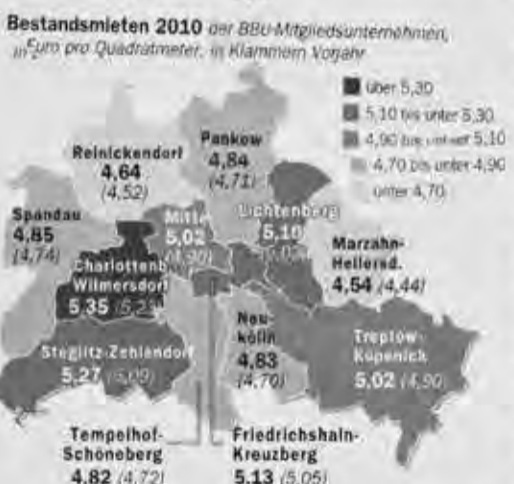 Bestandsmieten 2010 der BBU-Mitgliedsunternehmen,
in Euro pro Quadratmeter, in Klammern Vorjahr
über 5,30
5,10 bis unter 5,30
4,90 bis unter 5,10
4,70 bis unter 4,90
unter 4,70
Pankow
4,84
(4,71)
Reinickendorf
4,64
(4,52)
Spandau
4,85
(4,74)
Mitte
5,02
(4,90)
Lichtenberg
5,10
Marzahn-
Hellersd.
4,54 (4,44)
Charlottenb.
Wilmersdorf
5,35
Neu-
kölln
4,83
(4,70)
Treptow-
Köpenick
5,02 (4,90)
Steglitz-Zehlendorf
5,27 (5,09)
Tempelhof-
Schöneberg
4,82 (4,72)
Friedrichshain-
Kreuzberg
5,13 (5,05)